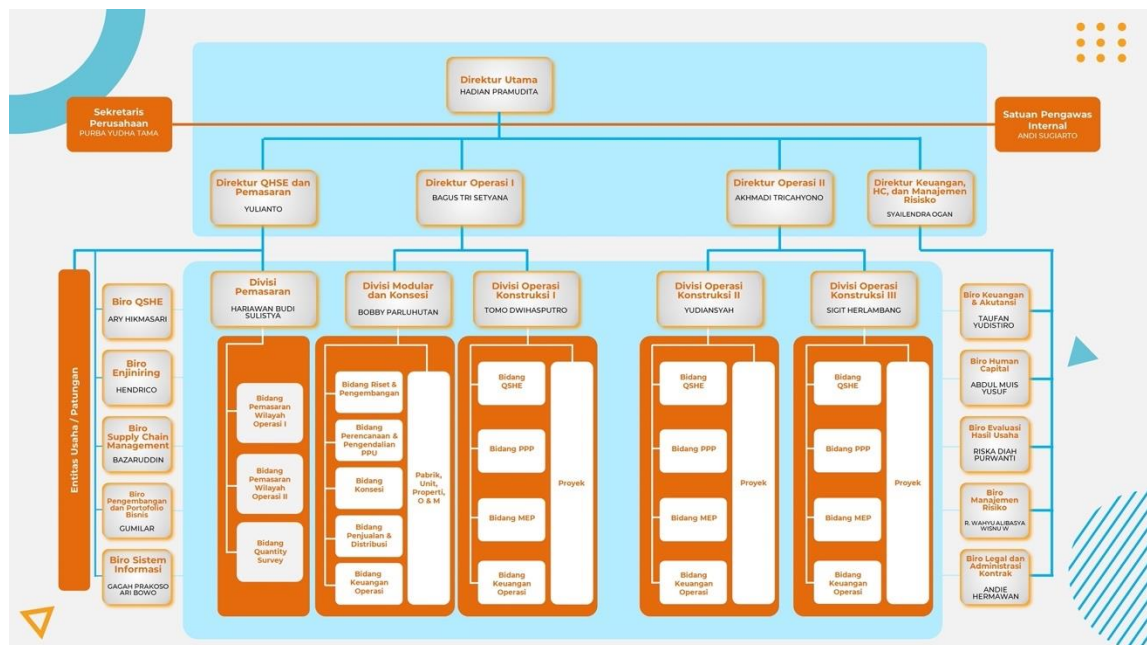 Direktur Utama
HADIAN PRAMUDITA
Sekretaris
Perusahaan
PURBA YUDHA TAMA
Satuan Pengawas
Internal
ANDI SUGIARTO
Direktur QHSE dan
Pemasaran
YULIANTO
Direktur Operasi I
BAGUS TRI SETYANA
Direktur Operasi II
AKHMADI TRICAHYONO
Direktur Keuangan,
HC, dan Manajemen
Risisko
SYAILENDRA OGAN
Entitas Usaha / Patungan
Biro QSHE
ARY HIKMASARI
Biro
Enjiniring
HENDRICO
Biro
Supply Chain
Management
BAZARUDDIN
Biro
Pengembangan
dan Portofolio
Bisnis
GUMILAR
Biro Sistem
Informasi
GAGAH PRAKOSO
ARI BOWO
Divisi
Pemasaran
HARIAWAN BUDI
SULISTYA
Bidang
Pemasaran
Wilayah
Operasi I
Bidang
Pemasaran
Wilayah
Operasi II
Bidang
Quantity
Survey
Divisi Modular
dan Konsesi
BOBBY PARLUHUTAN
Bidang Riset &
Pengembangan
Bidang
Perencanaan &
Pengendalian
PPU
Bidang
Konsesi
Bidang
Penjualan &
Distribusi
Bidang
Keuangan
Operasi
Pabrik,
Unit,
Properti,
O & M
Divisi Operasi
Konstruksi I
TOMO DWIHASPUTRO
Bidang
QSHE
Bidang PPP
Bidang MEP
Bidang
Keuangan
Operasi
Proyek
Divisi Operasi
Konstruksi II
YUDIANSYAH
Bidang
QSHE
Bidang PPP
Bidang MEP
Bidang
Keuangan
Operasi
Proyek
Divisi Operasi
Konstruksi III
SIGIT HERLAMBANG
Bidang
QSHE
Bidang PPP
Bidang MEP
Bidang
Keuangan
Operasi
Proyek
Biro Keuangan
& Akutansi
TAUFAN
YUDISTIRO
Biro Human
Capital
ABDUL MUIS
YUSUF
Biro Evaluasi
Hasil Usaha
RISKA DIAH
PURWANTI
Biro
Manajemen
Risiko
R. WAHYU ALIBASYA
WISNU W
Biro Legal dan
Administrasi
Kontrak
ANDIE
HERMAWAN